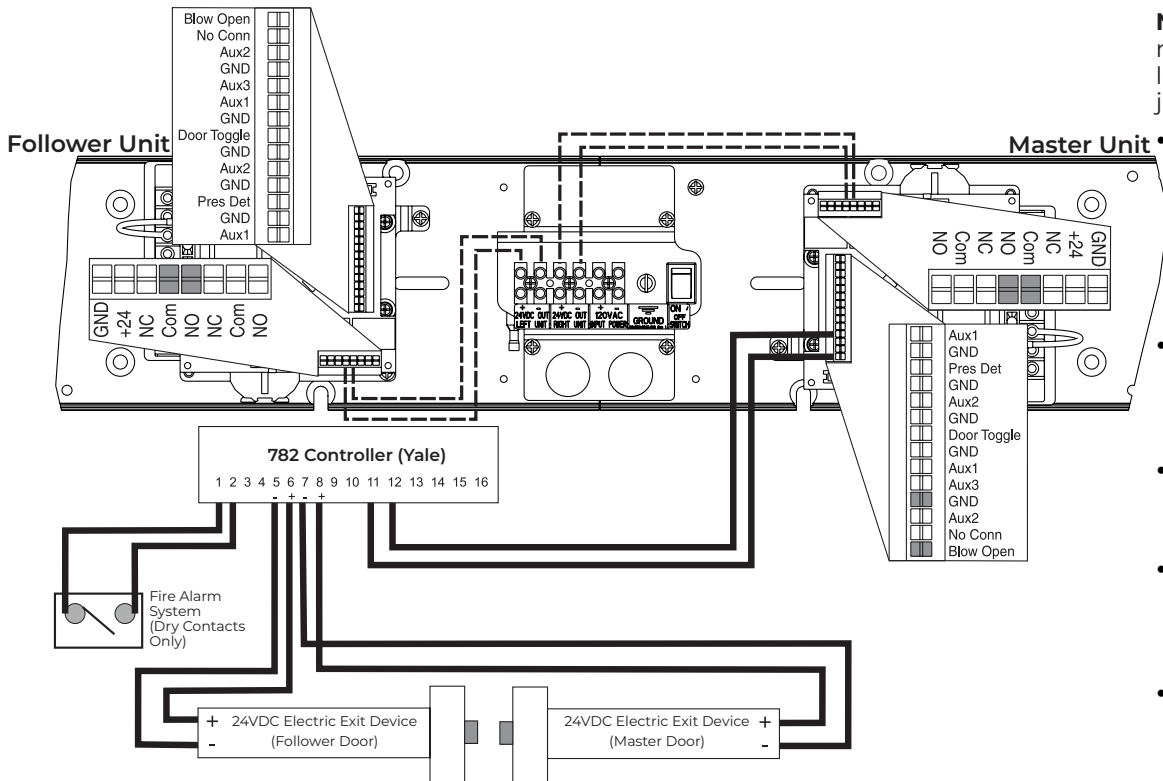 Blow Open
No Conn
Aux2
GND
Aux3
Aux1
GND
Door Toggle
GND
Aux2
GND
Pres Det
GND
Aux1
Follower Unit
Master Unit
GND
+24
NC
Com
NO
NC
Com
NO
+ - + - + -
24VDC OUT 24VDC OUT 120VAC
LEFT UNIT RIGHT UNIT INPUT POWER
GROUND
ON /
OFF
SWITCH
NO
Com
NC
NO
Com
NC
+24
GND
Aux1
GND
Pres Det
GND
Aux2
GND
Door Toggle
GND
Aux1
Aux3
GND
Aux2
No Conn
Blow Open
782 Controller (Yale)
1 2 3 4 5 6 7 8 9 10 11 12 13 14 15 16
- + - +
Fire Alarm
System
(Dry Contacts
Only)
+ 24VDC Electric Exit Device
- (Follower Door)
24VDC Electric Exit Device +
(Master Door) -